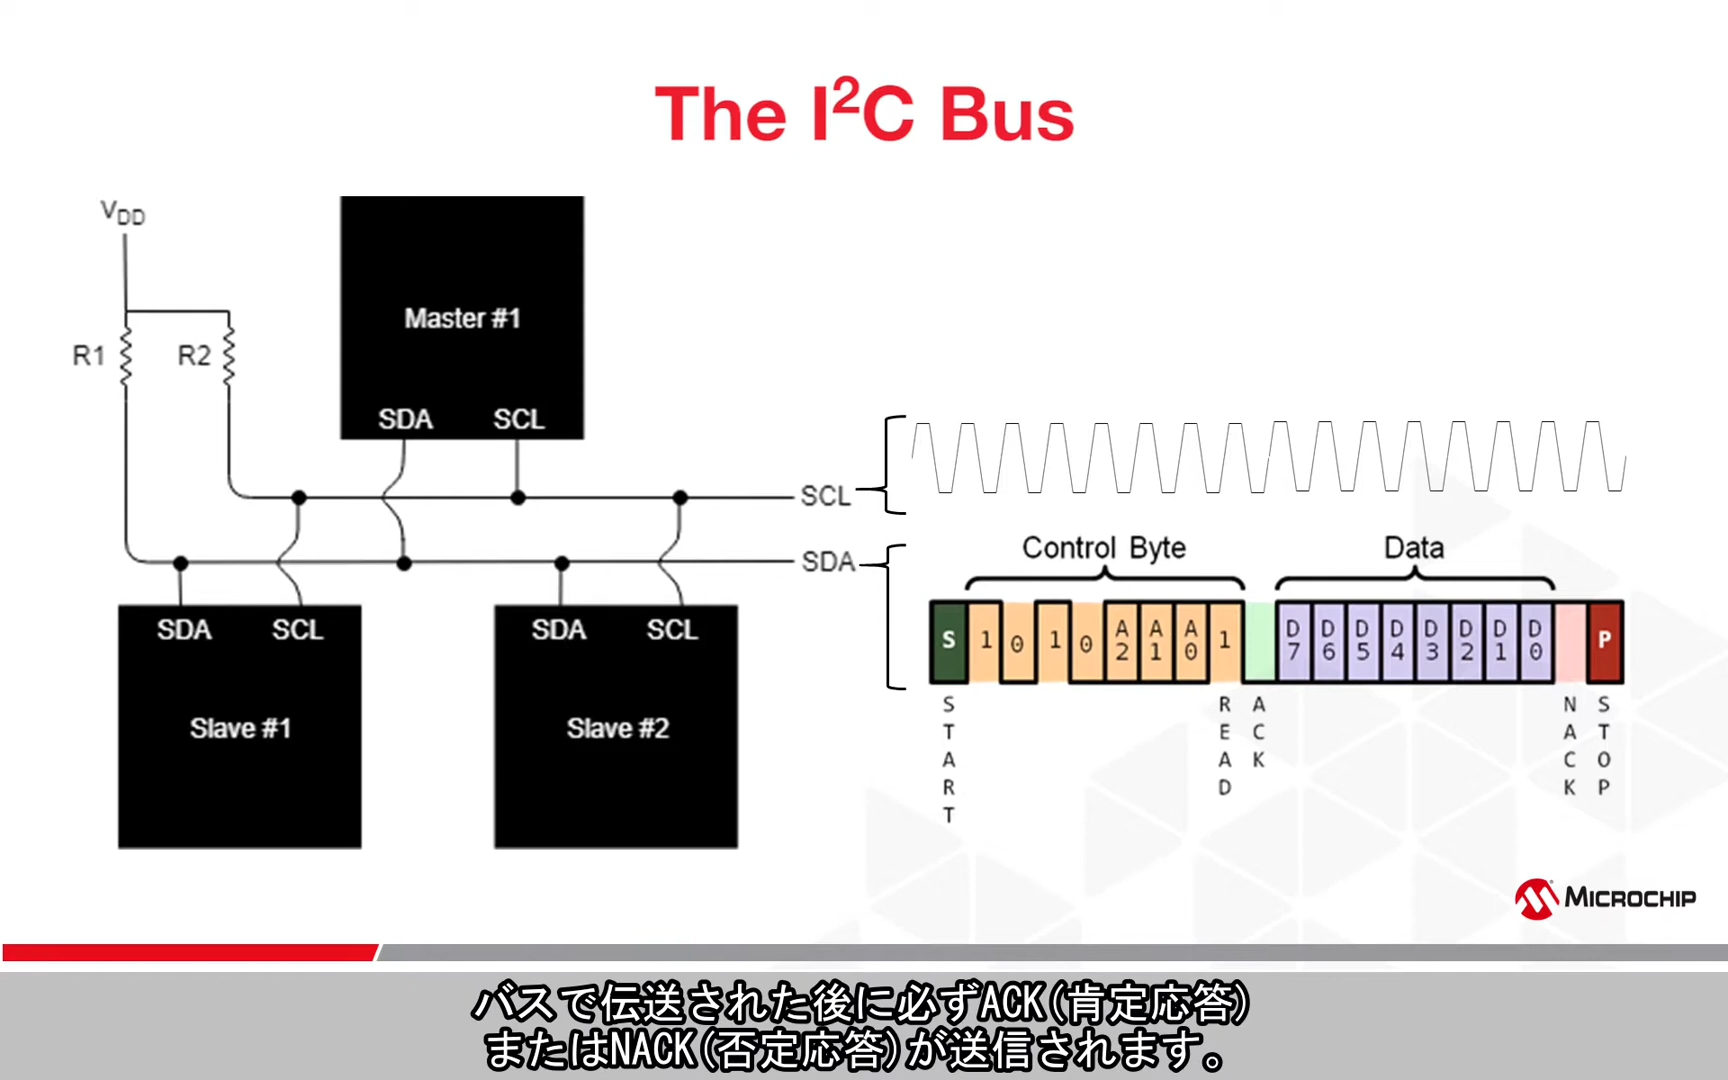 The I²C Bus
VDD
R1
R2
Master #1
SDA SCL
SCL
SDA
SDA SCL
Slave #1
SDA SCL
Slave #2
Control Byte
Data
S 1 0 1 0 A2 A1 A0 1 D7 D6 D5 D4 D3 D2 D1 D0 P
START
READ
ACK
NACK
STOP
MICROCHIP
バスで伝送された後に必ずACK(肯定応答)
またはNACK(否定応答)が送信されます。